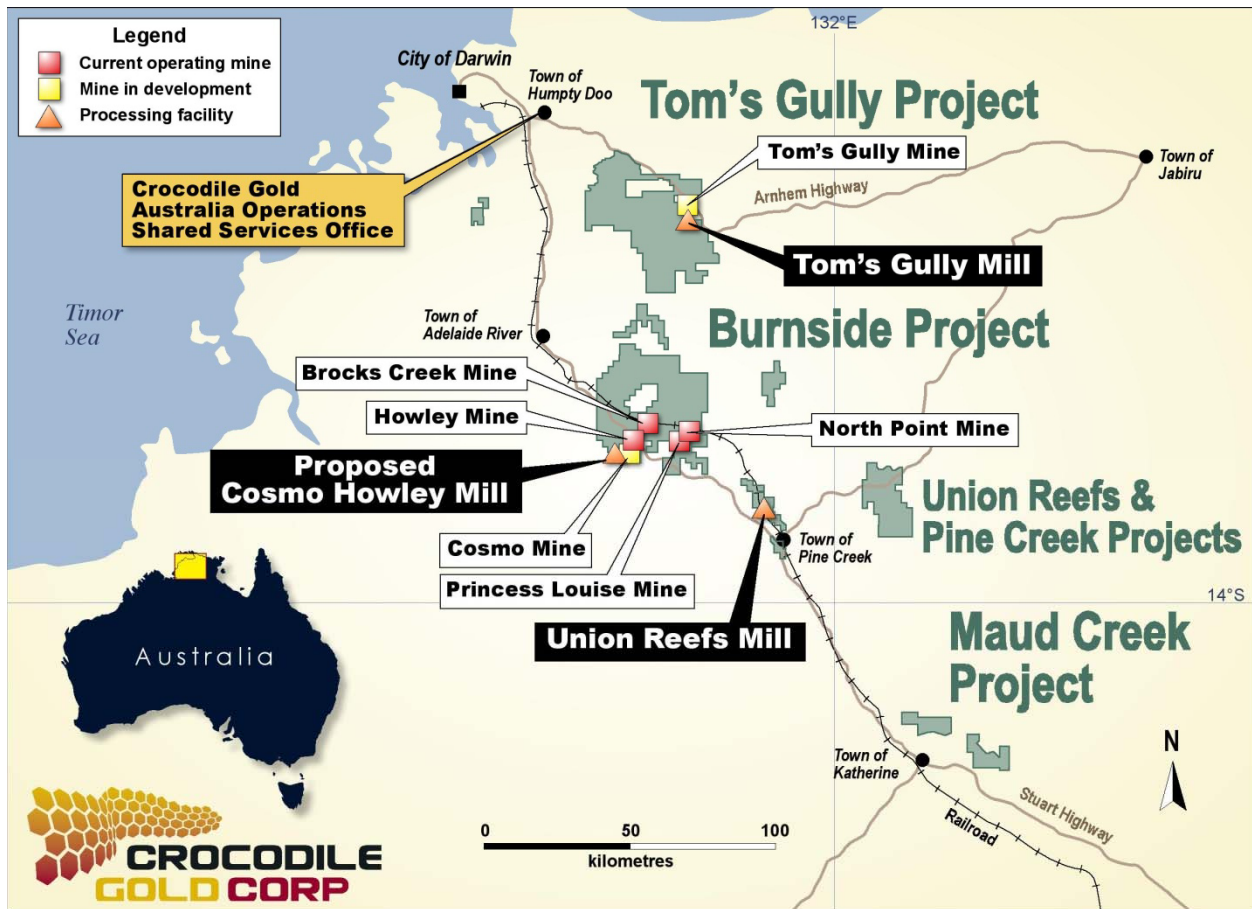 Legend
Current operating mine
Mine in development
Processing facility
132°E
City of Darwin
Town of
Humpty Doo
Tom's Gully Project
Tom's Gully Mine
Town of
Jabiru
Arnhem Highway
Crocodile Gold
Australia Operations
Shared Services Office
Tom's Gully Mill
Timor
Sea
Town of
Adelaide River
Burnside Project
Brocks Creek Mine
Howley Mine
North Point Mine
Proposed
Cosmo Howley Mill
Union Reefs &
Pine Creek Projects
Cosmo Mine
Town of
Pine Creek
Princess Louise Mine
14°S
Union Reefs Mill
Maud Creek
Project
Australia
Town of
Katherine
N
Stuart Highway
Railroad
0 50 100
kilometres
CROCODILE
GOLD CORP